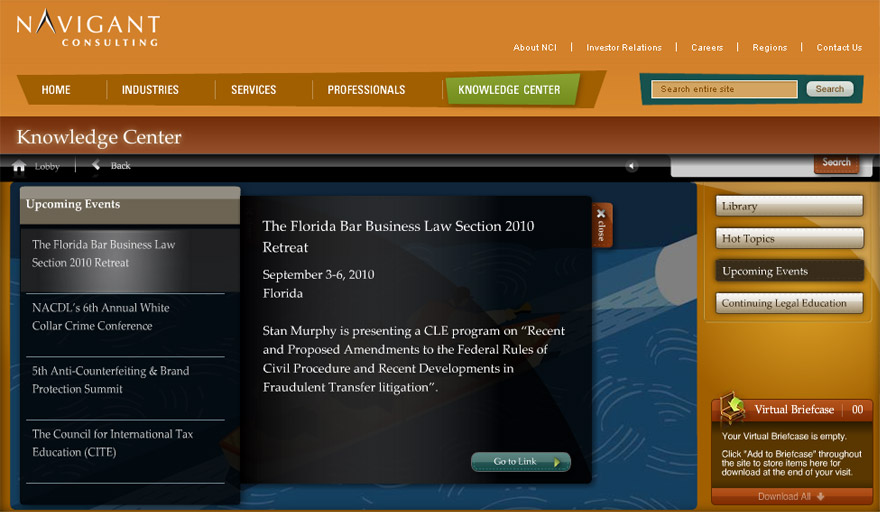 NAVIGANT
CONSULTING
About NCI | Investor Relations | Careers | Regions | Contact Us
HOME INDUSTRIES SERVICES PROFESSIONALS KNOWLEDGE CENTER
Search entire site Search
Knowledge Center
Lobby | Back
Search
Upcoming Events
The Florida Bar Business Law
Section 2010 Retreat
NACDL's 6th Annual White
Collar Crime Conference
5th Anti-Counterfeiting & Brand
Protection Summit
The Council for International Tax
Education (CITE)
The Florida Bar Business Law Section 2010
Retreat
September 3-6, 2010
Florida
Stan Murphy is presenting a CLE program on “Recent
and Proposed Amendments to the Federal Rules of
Civil Procedure and Recent Developments in
Fraudulent Transfer litigation”.
Go to Link
close
Library
Hot Topics
Upcoming Events
Continuing Legal Education
Virtual Briefcase | 00
Your Virtual Briefcase is empty.
Click "Add to Briefcase" throughout
the site to store items here for
download at the end of your visit.
Download All